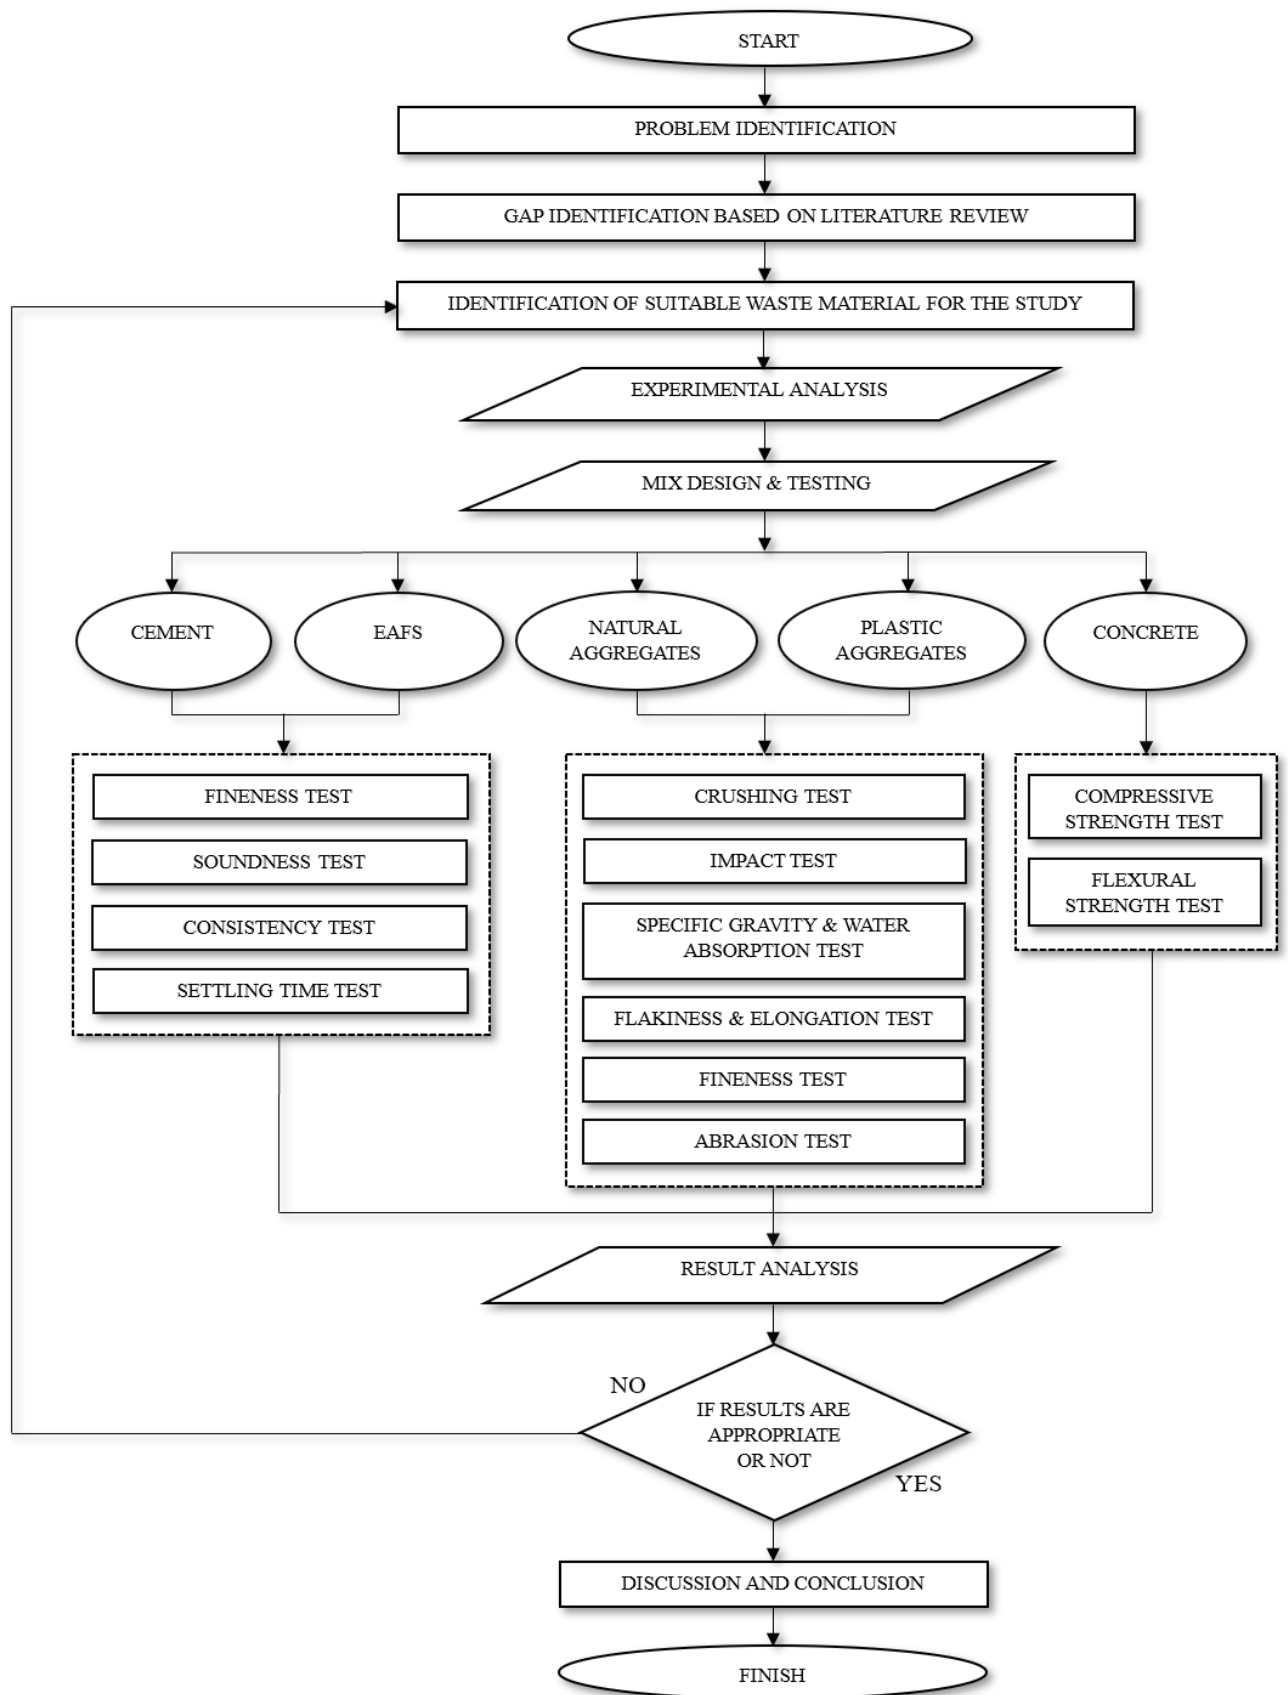 START
PROBLEM IDENTIFICATION
GAP IDENTIFICATION BASED ON LITERATURE REVIEW
IDENTIFICATION OF SUITABLE WASTE MATERIAL FOR THE STUDY
EXPERIMENTAL ANALYSIS
MIX DESIGN & TESTING
CEMENT
EAFS
NATURAL
AGGREGATES
PLASTIC
AGGREGATES
CONCRETE
FINENESS TEST
SOUNDNESS TEST
CONSISTENCY TEST
SETTLING TIME TEST
CRUSHING TEST
IMPACT TEST
SPECIFIC GRAVITY & WATER
ABSORPTION TEST
FLAKINESS & ELONGATION TEST
FINENESS TEST
ABRASION TEST
COMPRESSIVE
STRENGTH TEST
FLEXURAL
STRENGTH TEST
RESULT ANALYSIS
NO
IF RESULTS ARE
APPROPRIATE
OR NOT
YES
DISCUSSION AND CONCLUSION
FINISH